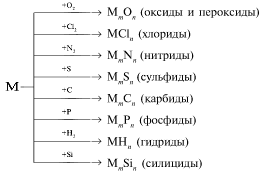 +O₂ MₘOₙ (оксиды и пероксиды)
+Cl₂ MClₙ (хлориды)
+N₂ MₘNₙ (нитриды)
+S MₘSₙ (сульфиды)
M +C MₘCₙ (карбиды)
+P MₘPₙ (фосфиды)
+H₂ MHₙ (гидриды)
+Si MₘSiₙ (силициды)